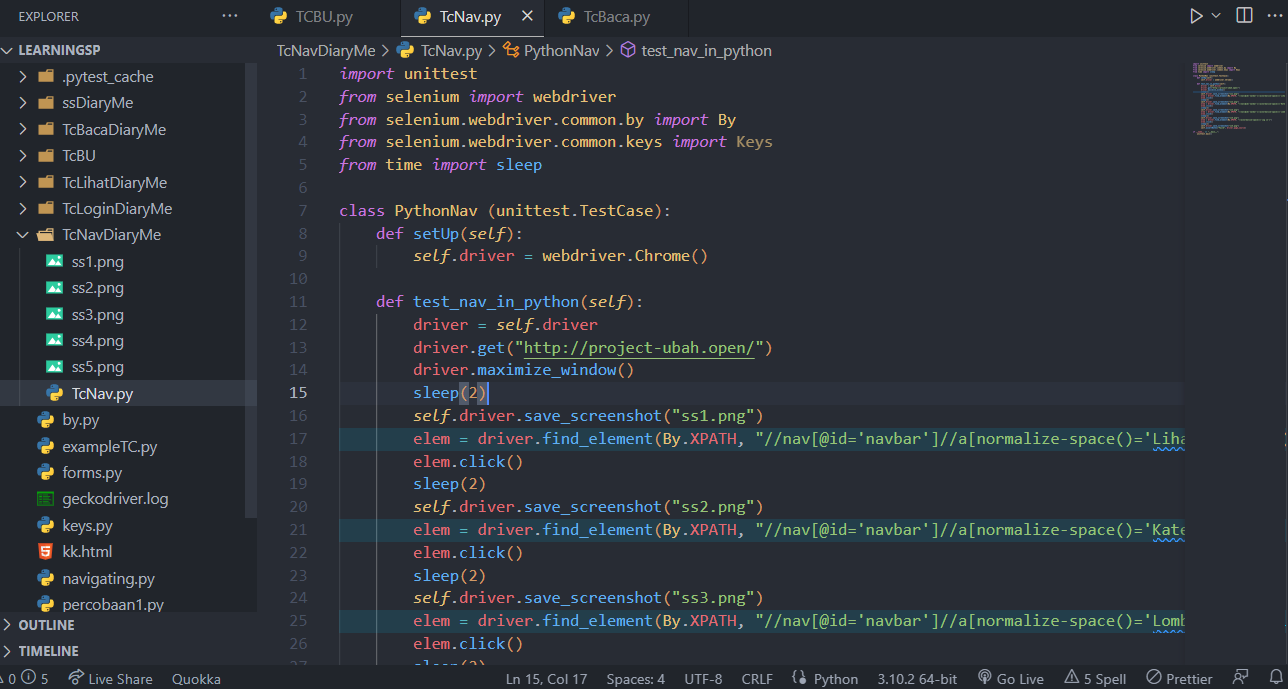 EXPLORER
TCBU.py
TcNav.py
TcBaca.py
LEARNINGSP
.pytest_cache
ssDiaryMe
TcBacaDiaryMe
TcBU
TcLihatDiaryMe
TcLoginDiaryMe
TcNavDiaryMe
ss1.png
ss2.png
ss3.png
ss4.png
ss5.png
TcNav.py
by.py
exampleTC.py
forms.py
geckodriver.log
keys.py
kk.html
navigating.py
percobaan1.py
OUTLINE
TIMELINE
TcNavDiaryMe > TcNav.py > PythonNav > test_nav_in_python
1 import unittest
2 from selenium import webdriver
3 from selenium.webdriver.common.by import By
4 from selenium.webdriver.common.keys import Keys
5 from time import sleep
6
7 class PythonNav (unittest.TestCase):
8 def setUp(self):
9 self.driver = webdriver.Chrome()
10
11 def test_nav_in_python(self):
12 driver = self.driver
13 driver.get("http://project-ubah.open/")
14 driver.maximize_window()
15 sleep(2)
16 self.driver.save_screenshot("ss1.png")
17 elem = driver.find_element(By.XPATH, "//nav[@id='navbar']//a[normalize-space()='Liha
18 elem.click()
19 sleep(2)
20 self.driver.save_screenshot("ss2.png")
21 elem = driver.find_element(By.XPATH, "//nav[@id='navbar']//a[normalize-space()='Kate
22 elem.click()
23 sleep(2)
24 self.driver.save_screenshot("ss3.png")
25 elem = driver.find_element(By.XPATH, "//nav[@id='navbar']//a[normalize-space()='Lomb
26 elem.click()
27 sleep(2)
0 5 Live Share Quokka Ln 15, Col 17 Spaces: 4 UTF-8 CRLF Python 3.10.2 64-bit Go Live 5 Spell Prettier